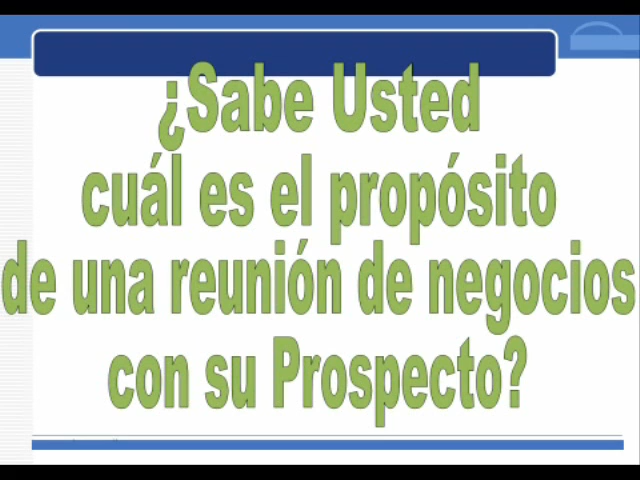 ¿Sabe Usted
cuál es el propósito
de una reunión de negocios
con su Prospecto?